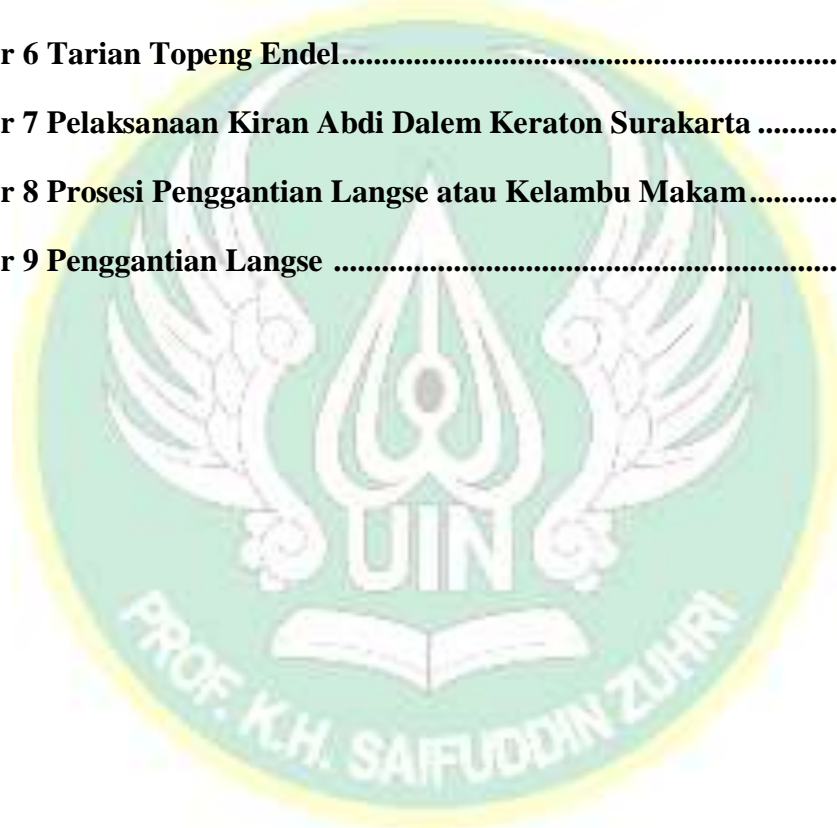 r 6 Tarian Topeng Endel.............................................................
r 7 Pelaksanaan Kiran Abdi Dalem Keraton Surakarta ..........
r 8 Prosesi Penggantian Langse atau Kelambu Makam...........
r 9 Penggantian Langse ..............................................................
UIN
PROF. K.H. SAIFUDDIN ZUHRI